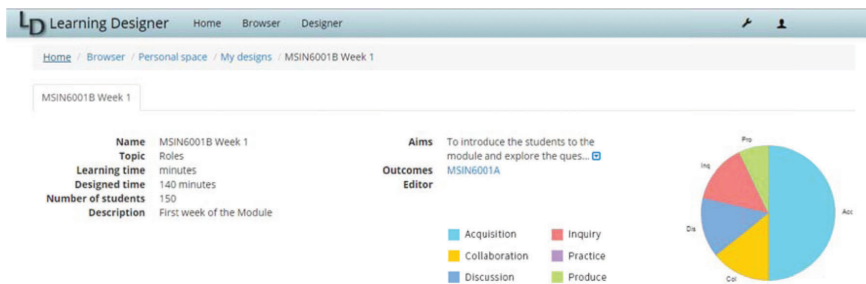 LD Learning Designer Home Browser Designer
Home / Browser / Personal space / My designs / MSIN6001B Week 1
MSIN6001B Week 1
Name MSIN6001B Week 1
Topic Roles
Learning time minutes
Designed time 140 minutes
Number of students 150
Description First week of the Module
Aims To introduce the students to the
module and explore the ques...
Outcomes MSIN6001A
Editor
Acquisition Inquiry
Collaboration Practice
Discussion Produce
Pro
Inq
Acc
Dis
Col